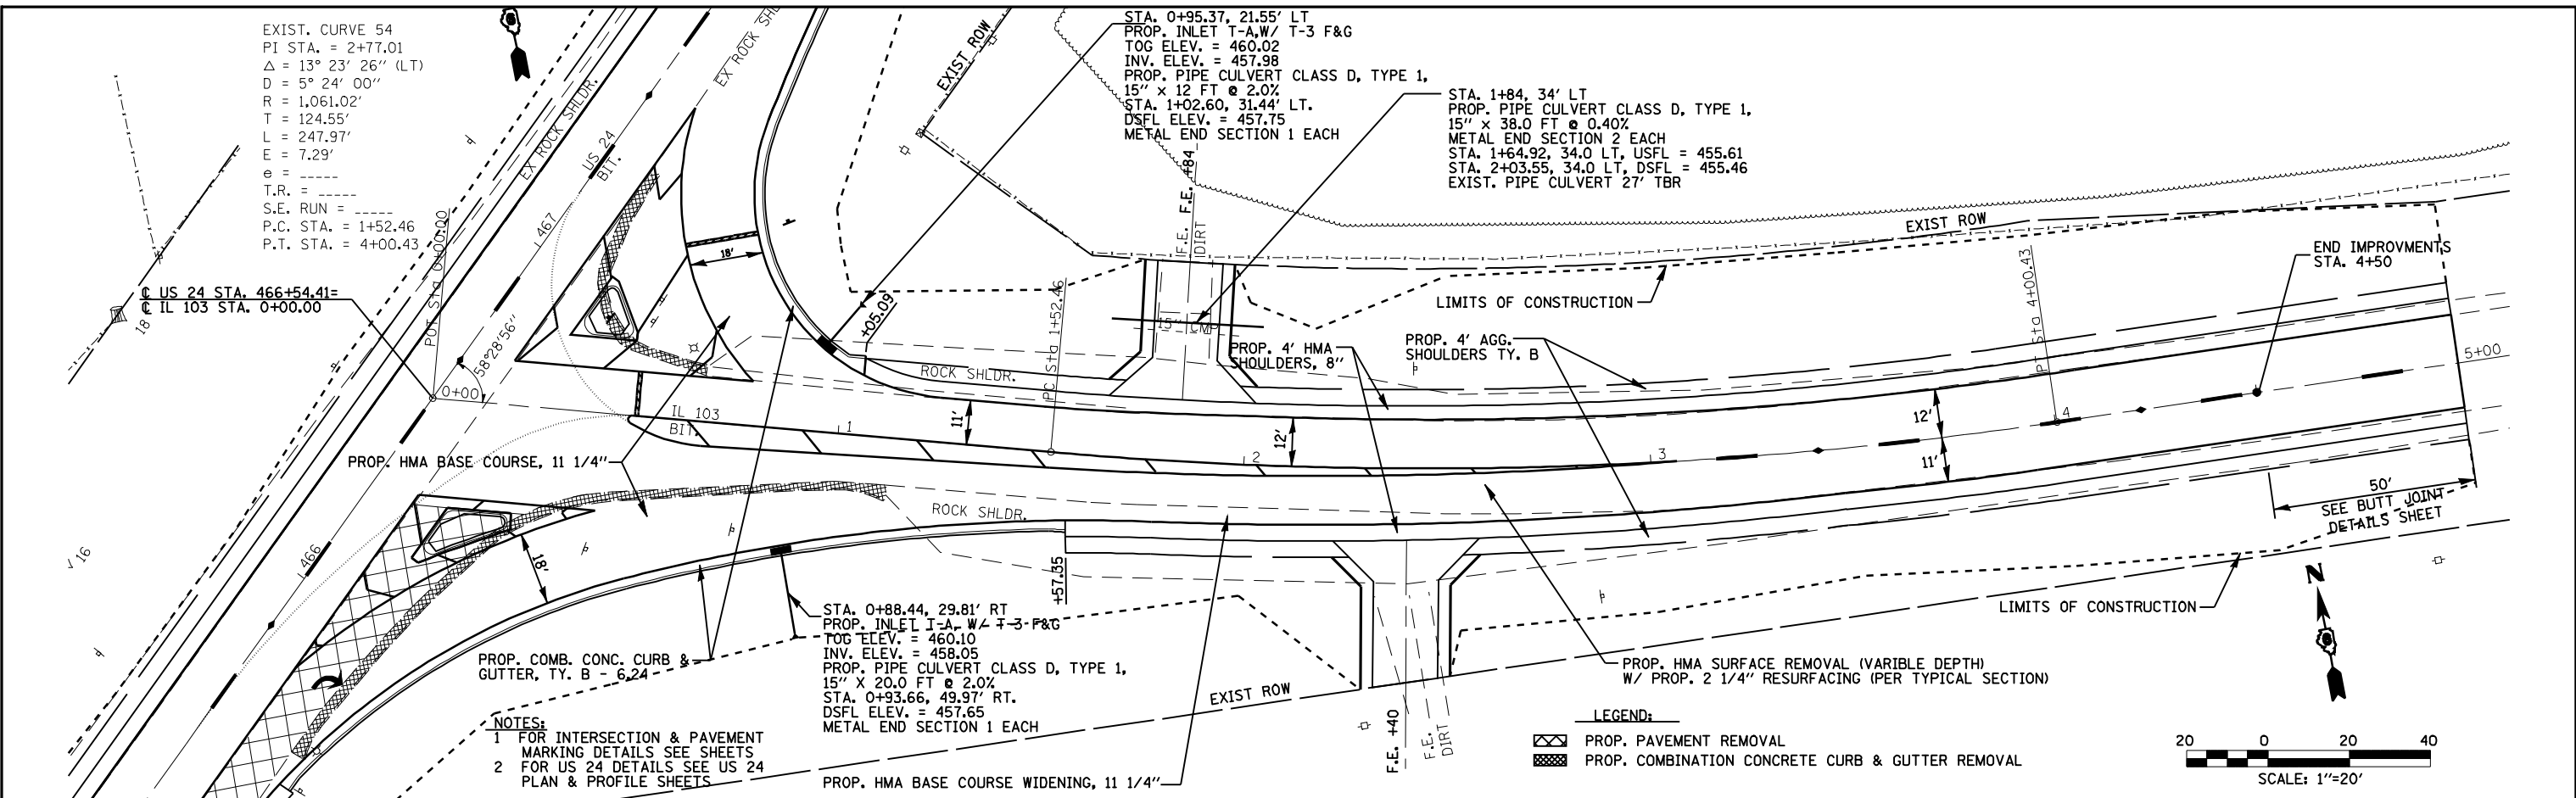 EXIST. CURVE 54
PI STA. = 2+77.01
Δ = 13° 23' 26" (LT)
D = 5° 24' 00"
R = 1,061.02'
T = 124.55'
L = 247.97'
E = 7.29'
e = _____
T.R. = _____
S.E. RUN = _____
P.C. STA. = 1+52.46
P.T. STA. = 4+00.43
℄ US 24 STA. 466+54.41=
℄ IL 103 STA. 0+00.00
POT Sta 0+00.00
18
16
EX ROCK SHLDR.
US 24
BIT.
EX ROCK SHL
467
466
58°28'56"
0+00
IL 103
BIT.
18'
EXIST ROW
STA. 0+95.37, 21.55' LT
PROP. INLET T-A,W/ T-3 F&G
TOG ELEV. = 460.02
INV. ELEV. = 457.98
PROP. PIPE CULVERT CLASS D, TYPE 1,
15" x 12 FT @ 2.0%
STA. 1+02.60, 31.44' LT.
DSFL ELEV. = 457.75
METAL END SECTION 1 EACH
STA. 1+84, 34' LT
PROP. PIPE CULVERT CLASS D, TYPE 1,
15" x 38.0 FT @ 0.40%
METAL END SECTION 2 EACH
STA. 1+64.92, 34.0 LT, USFL = 455.61
STA. 2+03.55, 34.0 LT, DSFL = 455.46
EXIST. PIPE CULVERT 27' TBR
F.E. +84
F.E.
DIRT
15" CMP
+05.09
PC Sta 1+52.46
ROCK SHLDR.
PROP. 4' HMA
SHOULDERS, 8"
PROP. 4' AGG.
SHOULDERS TY. B
LIMITS OF CONSTRUCTION
EXIST ROW
END IMPROVMENTS
STA. 4+50
PT Sta 4+00.43
5+00
1
2
3
4
11'
12'
12'
11'
50'
SEE BUTT JOINT
DETAILS SHEET
PROP. HMA BASE COURSE, 11 1/4"
18'
ROCK SHLDR.
+57.35
STA. 0+88.44, 29.81' RT
PROP. INLET T-A, W/ T-3 F&G
TOG ELEV. = 460.10
INV. ELEV. = 458.05
PROP. PIPE CULVERT CLASS D, TYPE 1,
15" X 20.0 FT @ 2.0%
STA. 0+93.66, 49.97' RT.
DSFL ELEV. = 457.65
METAL END SECTION 1 EACH
PROP. COMB. CONC. CURB &
GUTTER, TY. B - 6.24
NOTES:
1 FOR INTERSECTION & PAVEMENT
MARKING DETAILS SEE SHEETS
2 FOR US 24 DETAILS SEE US 24
PLAN & PROFILE SHEETS
PROP. HMA BASE COURSE WIDENING, 11 1/4"
EXIST ROW
F.E. +40
F.E.
DIRT
LIMITS OF CONSTRUCTION
PROP. HMA SURFACE REMOVAL (VARIBLE DEPTH)
W/ PROP. 2 1/4" RESURFACING (PER TYPICAL SECTION)
LEGEND:
PROP. PAVEMENT REMOVAL
PROP. COMBINATION CONCRETE CURB & GUTTER REMOVAL
N
20 0 20 40
SCALE: 1"=20'